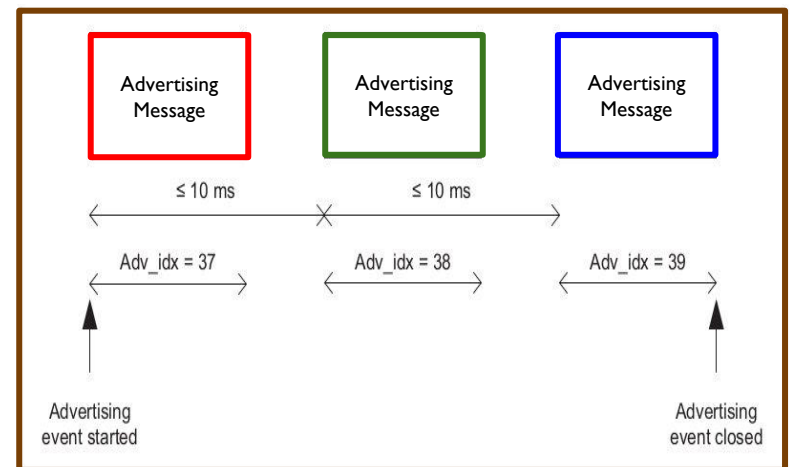 Advertising
Message
Advertising
Message
Advertising
Message
≤ 10 ms
≤ 10 ms
Adv_idx = 37
Adv_idx = 38
Adv_idx = 39
Advertising
event started
Advertising
event closed